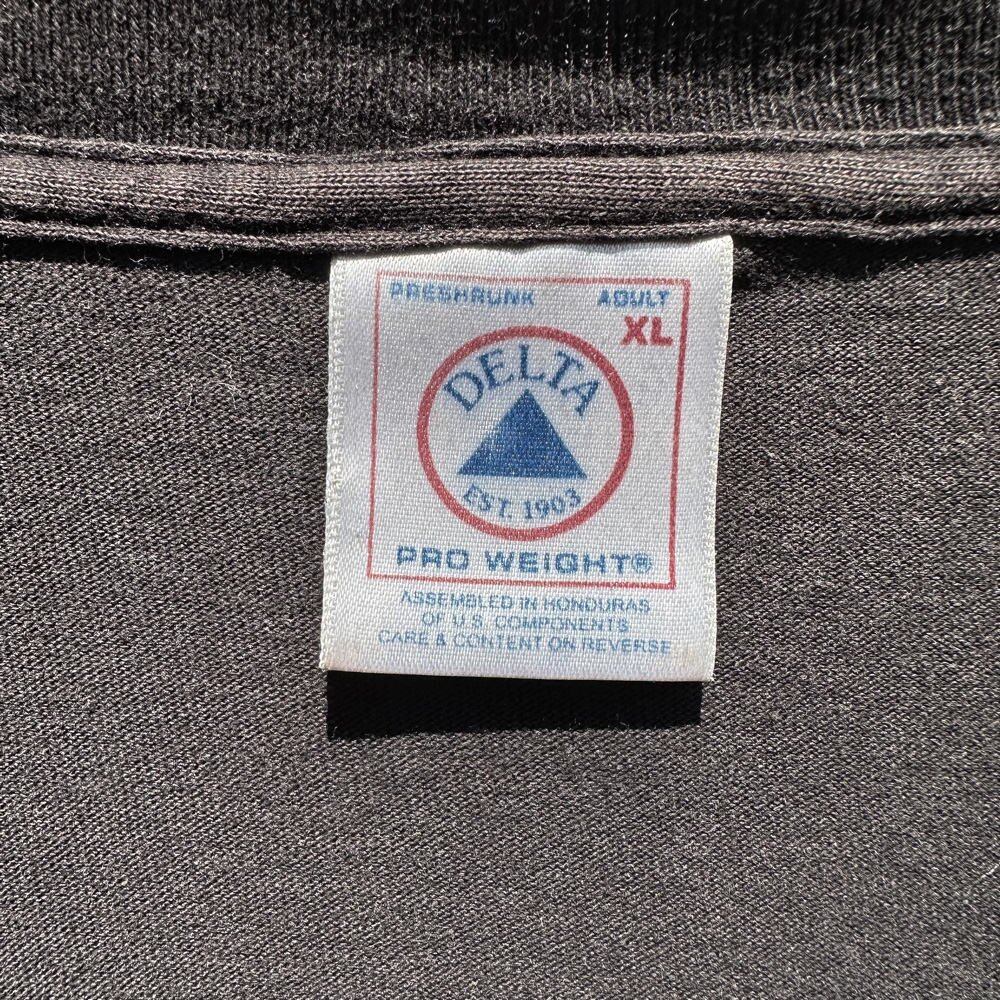 PRESHRUNK ADULT
XL
DELTA
EST. 1903
PRO WEIGHT®
ASSEMBLED IN HONDURAS
OF U.S. COMPONENTS
CARE & CONTENT ON REVERSE